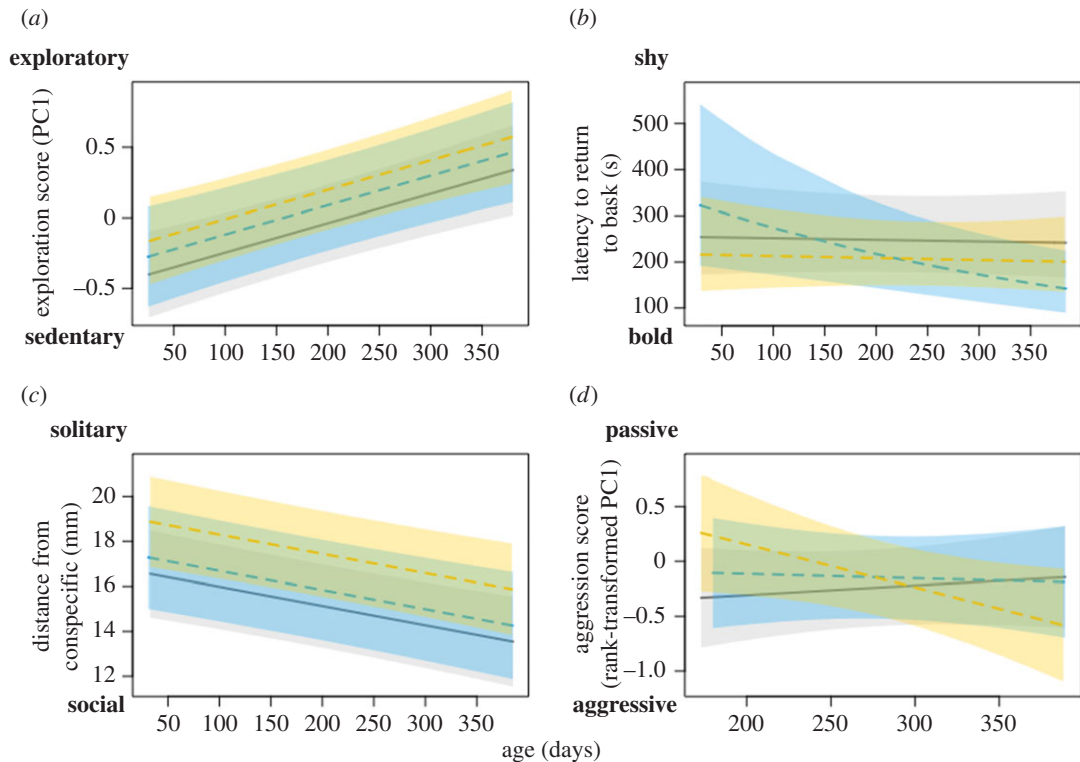 (a)
exploratory
exploration score (PC1)
0.5
0
–0.5
sedentary
50 100 150 200 250 300 350
(b)
shy
latency to return
to bask (s)
500
400
300
200
100
bold
50 100 150 200 250 300 350
(c)
solitary
distance from
conspecific (mm)
20
18
16
14
12
social
50 100 150 200 250 300 350
(d)
passive
aggression score
(rank-transformed PC1)
0.5
0
–0.5
–1.0
aggressive
200 250 300 350
age (days)